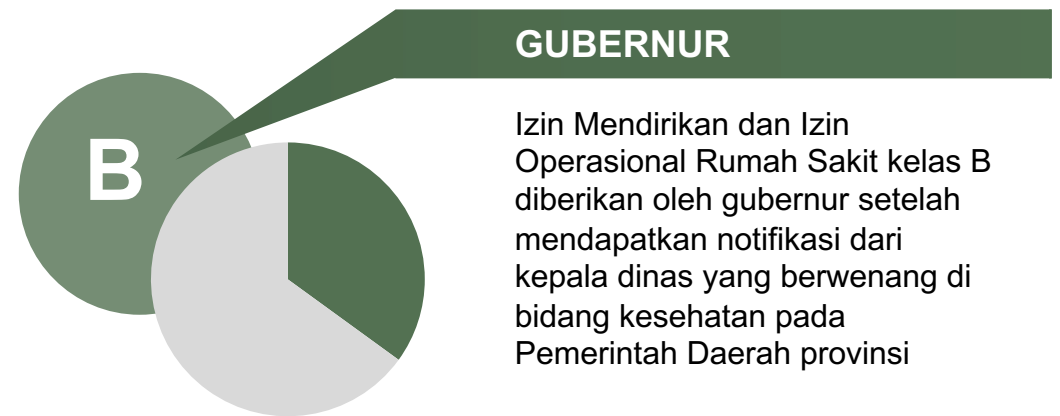 GUBERNUR
B
Izin Mendirikan dan Izin
Operasional Rumah Sakit kelas B
diberikan oleh gubernur setelah
mendapatkan notifikasi dari
kepala dinas yang berwenang di
bidang kesehatan pada
Pemerintah Daerah provinsi